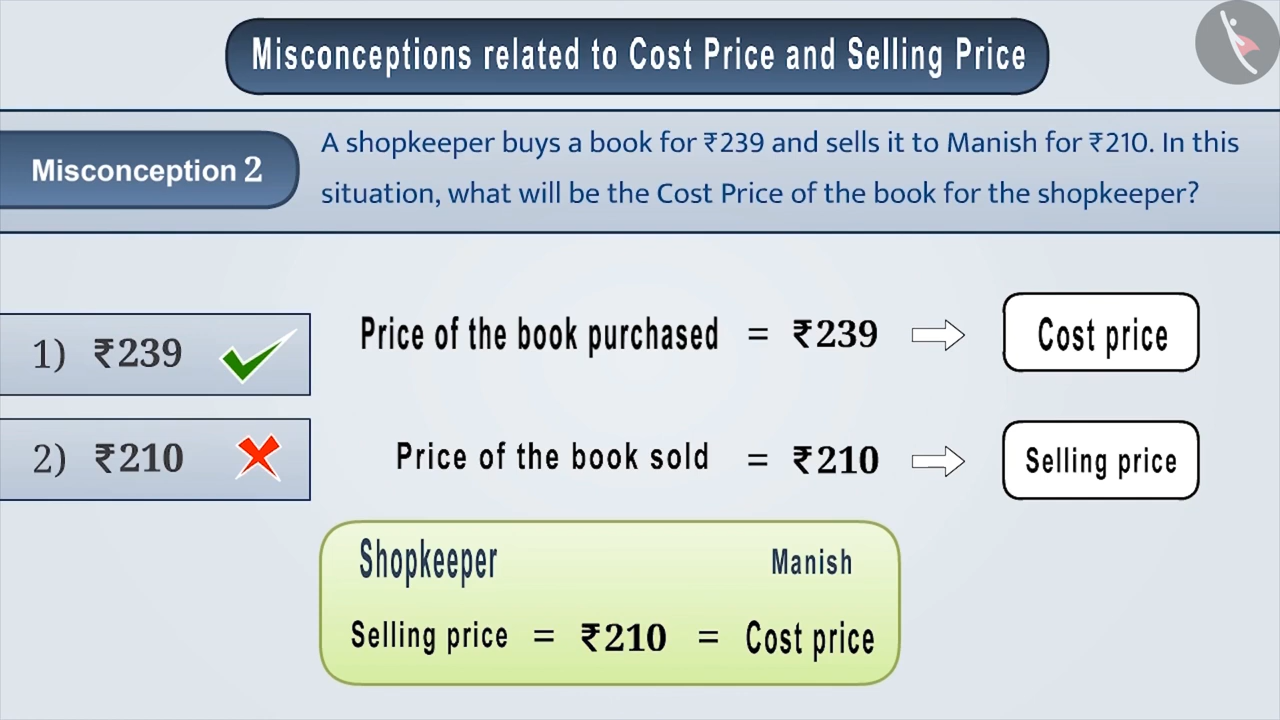 Misconceptions related to Cost Price and Selling Price
Misconception 2
A shopkeeper buys a book for ₹239 and sells it to Manish for ₹210. In this
situation, what will be the Cost Price of the book for the shopkeeper?
1) ₹239
Price of the book purchased = ₹239
Cost price
2) ₹210
Price of the book sold = ₹210
Selling price
Shopkeeper Manish
Selling price = ₹210 = Cost price